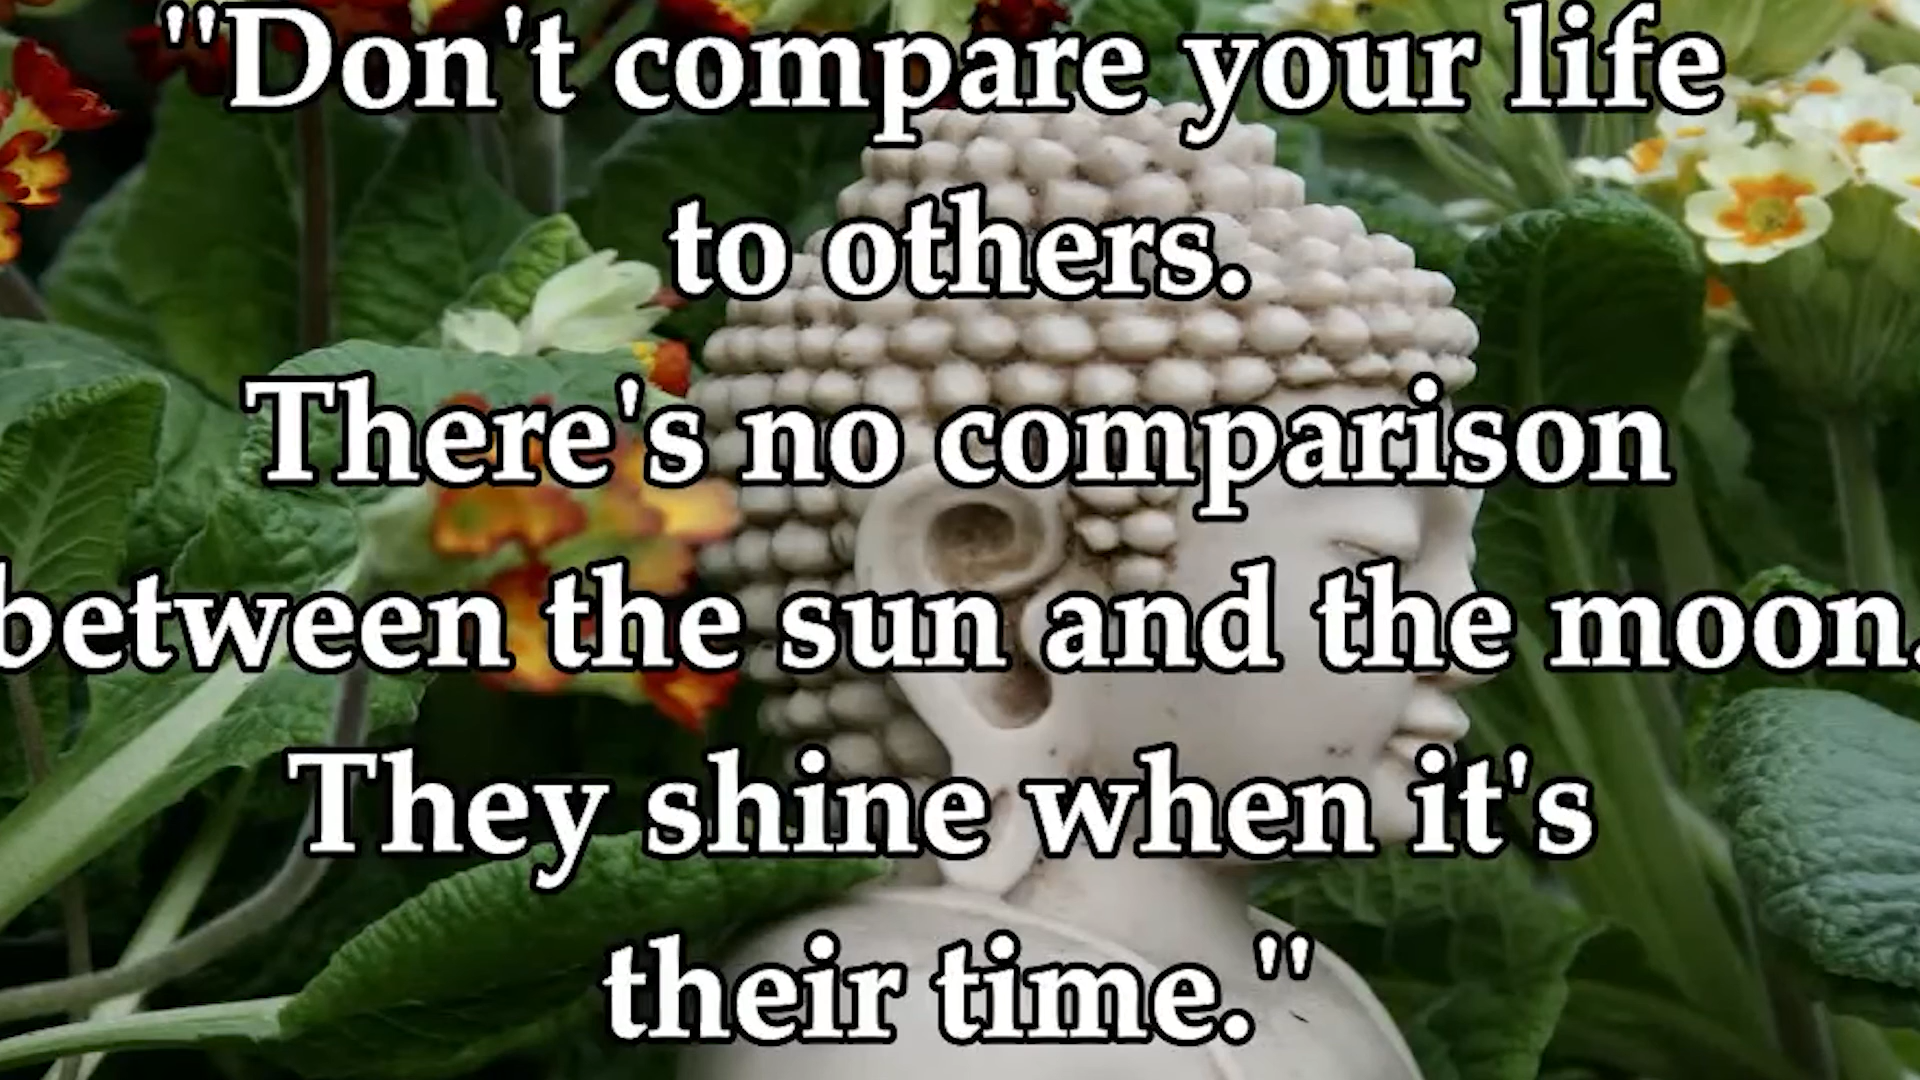 "Don't compare your life
to others.
There's no comparison
between the sun and the moon.
They shine when it's
their time."